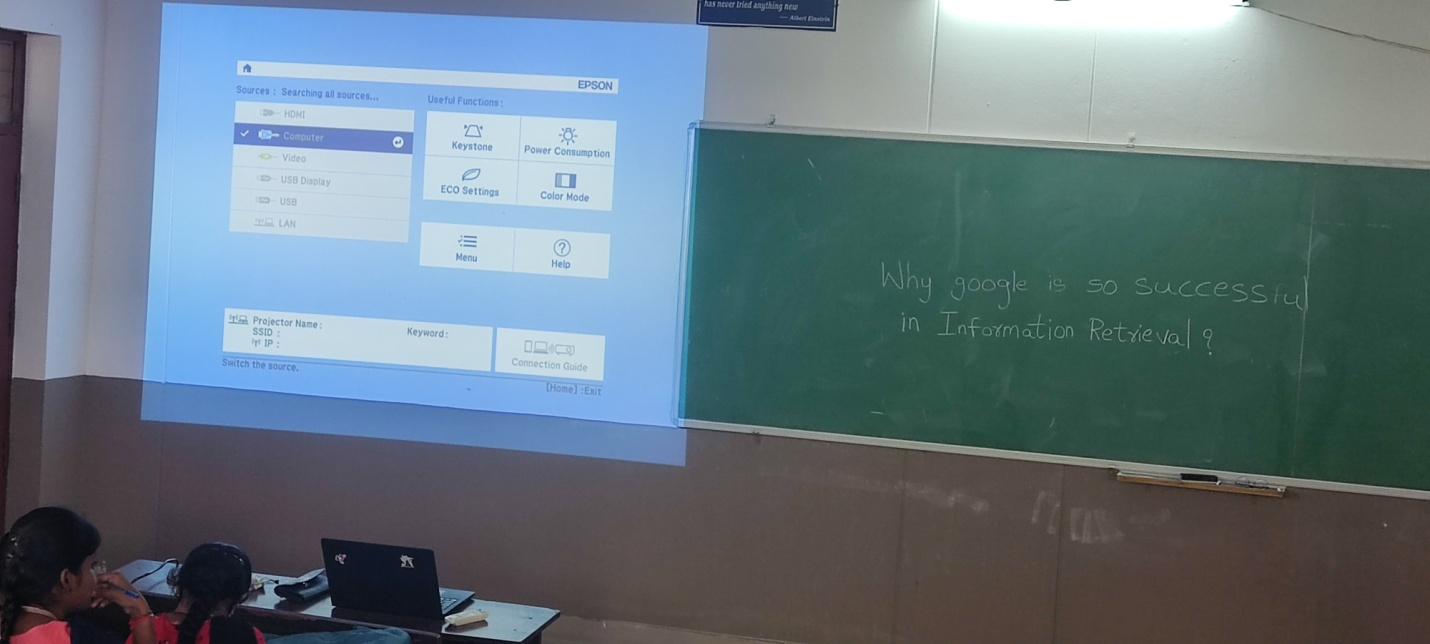 has never tried anything new
— Albert Einstein
EPSON
Sources : Searching all sources...
HDMI
Computer
Video
USB Display
USB
LAN
Useful Functions :
Keystone
Power Consumption
ECO Settings
Color Mode
Menu
Help
Projector Name :
SSID :
IP :
Keyword :
Connection Guide
Switch the source.
[Home] :Exit
Why google is so successful
in Information Retrieval ?